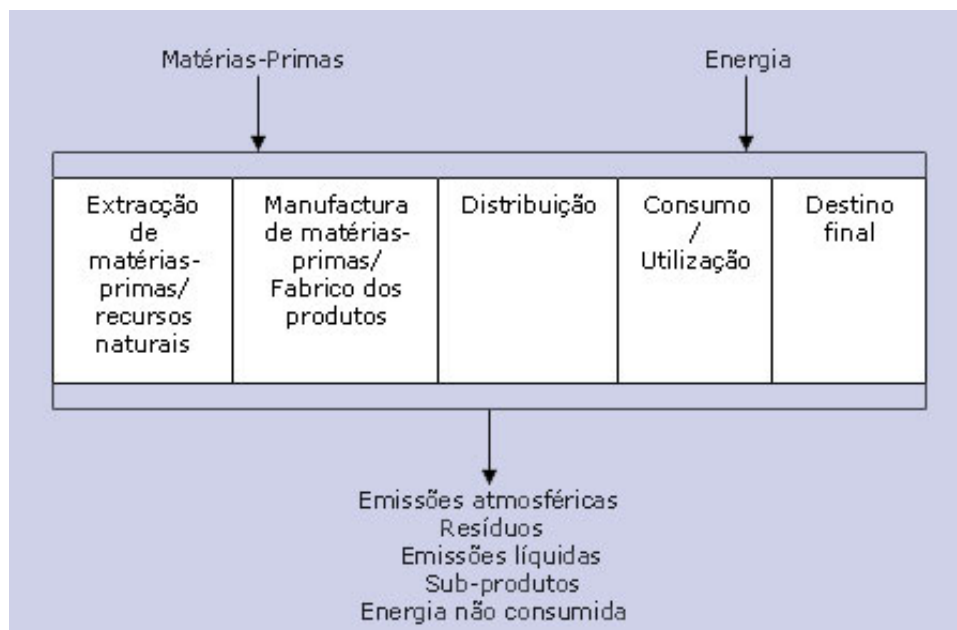 Matérias-Primas
Energia
Extracção
de
matérias-
primas/
recursos
naturais
Manufactura
de matérias-
primas/
Fabrico dos
produtos
Distribuição
Consumo
/
Utilização
Destino
final
Emissões atmosféricas
Resíduos
Emissões líquidas
Sub-produtos
Energia não consumida